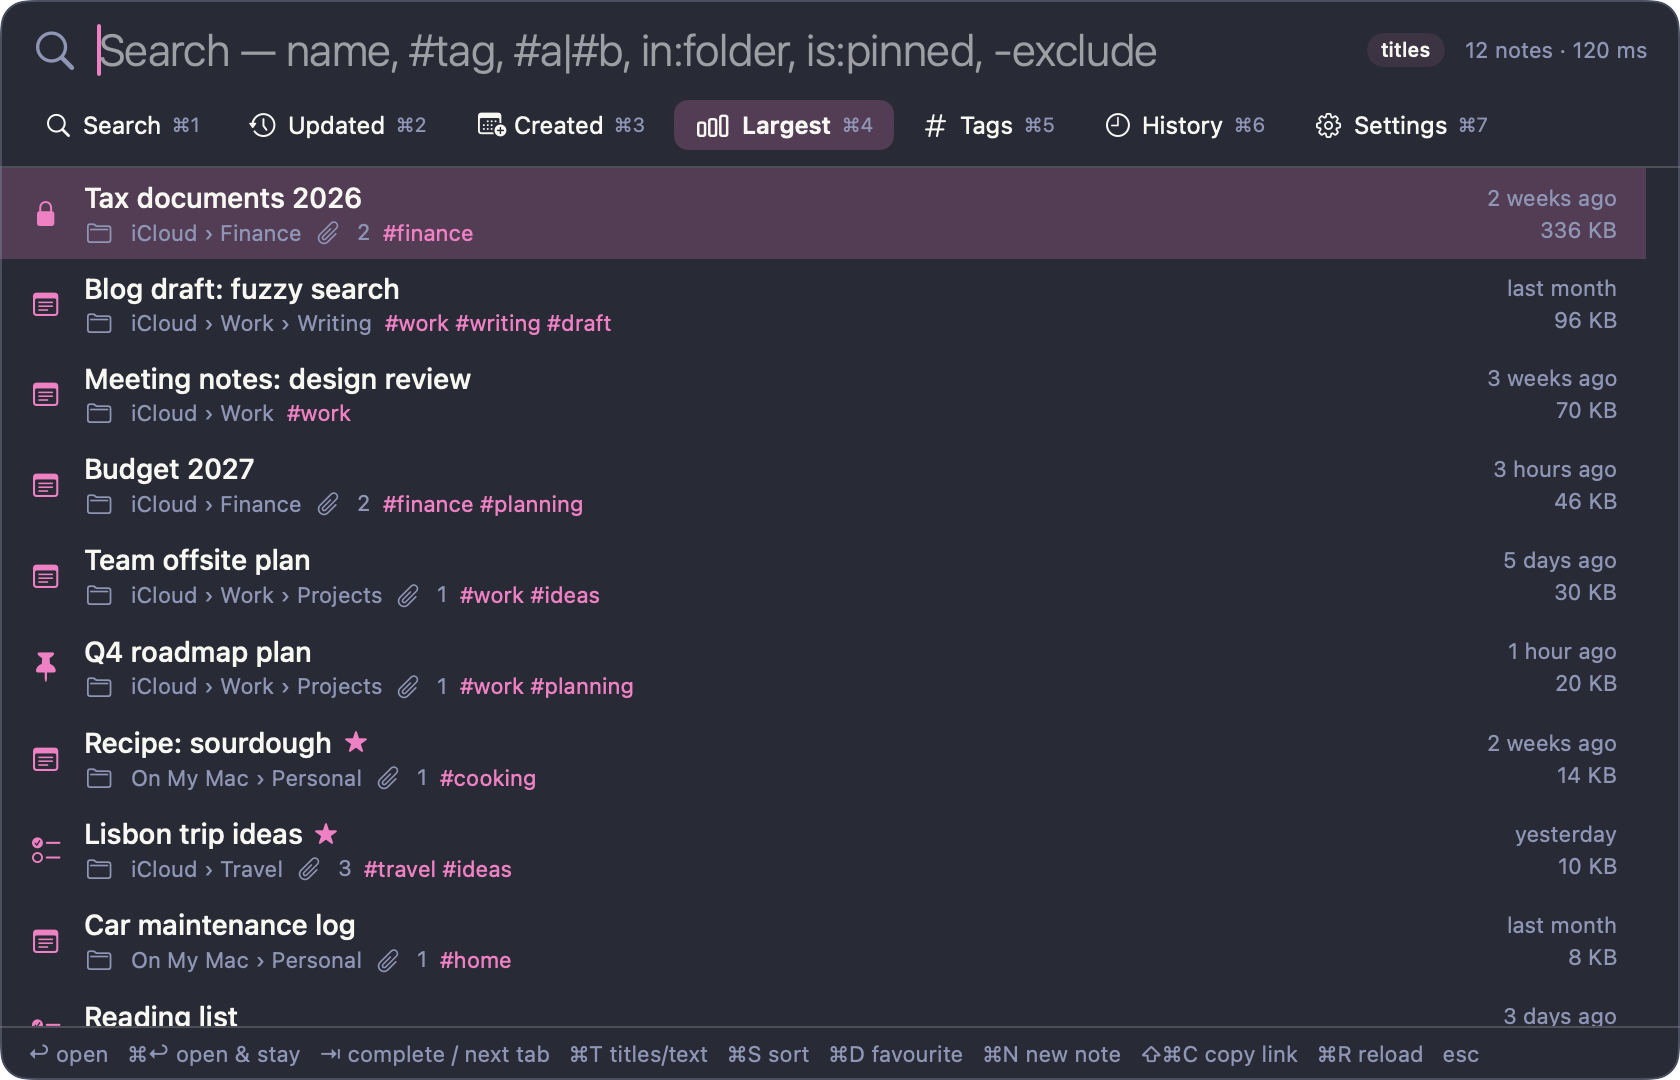 Search — name, #tag, #a|#b, in:folder, is:pinned, -exclude titles 12 notes · 120 ms
Search ⌘1 Updated ⌘2 Created ⌘3 Largest ⌘4 # Tags ⌘5 History ⌘6 Settings ⌘7
Tax documents 2026 2 weeks ago
iCloud › Finance 2 #finance 336 KB
Blog draft: fuzzy search last month
iCloud › Work › Writing #work #writing #draft 96 KB
Meeting notes: design review 3 weeks ago
iCloud › Work #work 70 KB
Budget 2027 3 hours ago
iCloud › Finance 2 #finance #planning 46 KB
Team offsite plan 5 days ago
iCloud › Work › Projects 1 #work #ideas 30 KB
Q4 roadmap plan 1 hour ago
iCloud › Work › Projects 1 #work #planning 20 KB
Recipe: sourdough ★ 2 weeks ago
On My Mac › Personal 1 #cooking 14 KB
Lisbon trip ideas ★ yesterday
iCloud › Travel 3 #travel #ideas 10 KB
Car maintenance log last month
On My Mac › Personal 1 #home 8 KB
Reading list 3 days ago
↩ open ⌘↩ open & stay ⇥ complete / next tab ⌘T titles/text ⌘S sort ⌘D favourite ⌘N new note ⇧⌘C copy link ⌘R reload esc